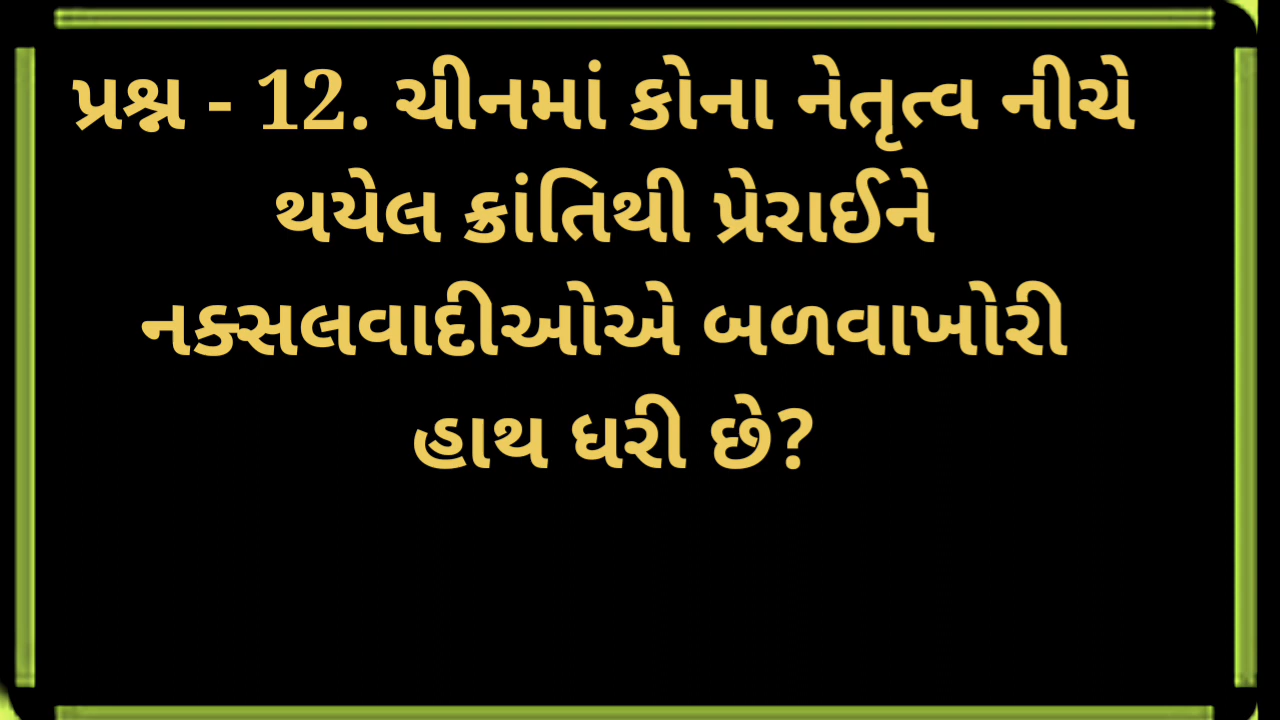 પ્રશ્ન - 12. ચીનમાં કોના નેતૃત્વ નીચે
થયેલ ક્રાંતિથી પ્રેરાઈને
નક્સલવાદીઓએ બળવાખોરી
હાથ ધરી છે?